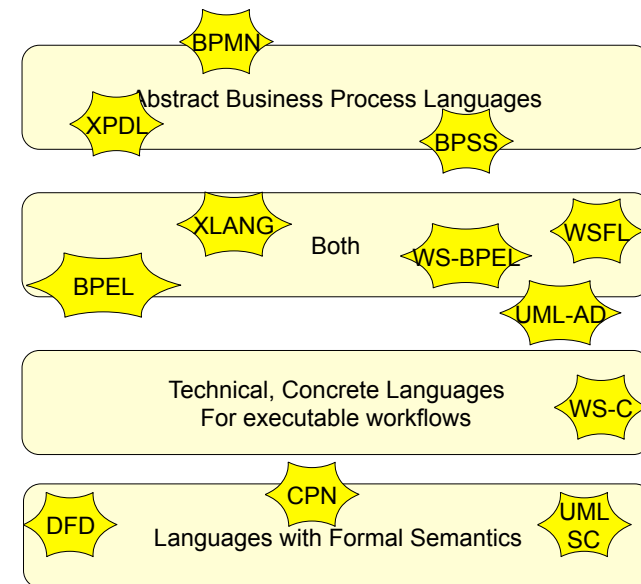 BPMN
Abstract Business Process Languages
XPDL
BPSS
XLANG
WSFL
Both
WS-BPEL
BPEL
UML-AD
Technical, Concrete Languages
For executable workflows
WS-C
CPN
DFD
Languages with Formal Semantics
UML
SC